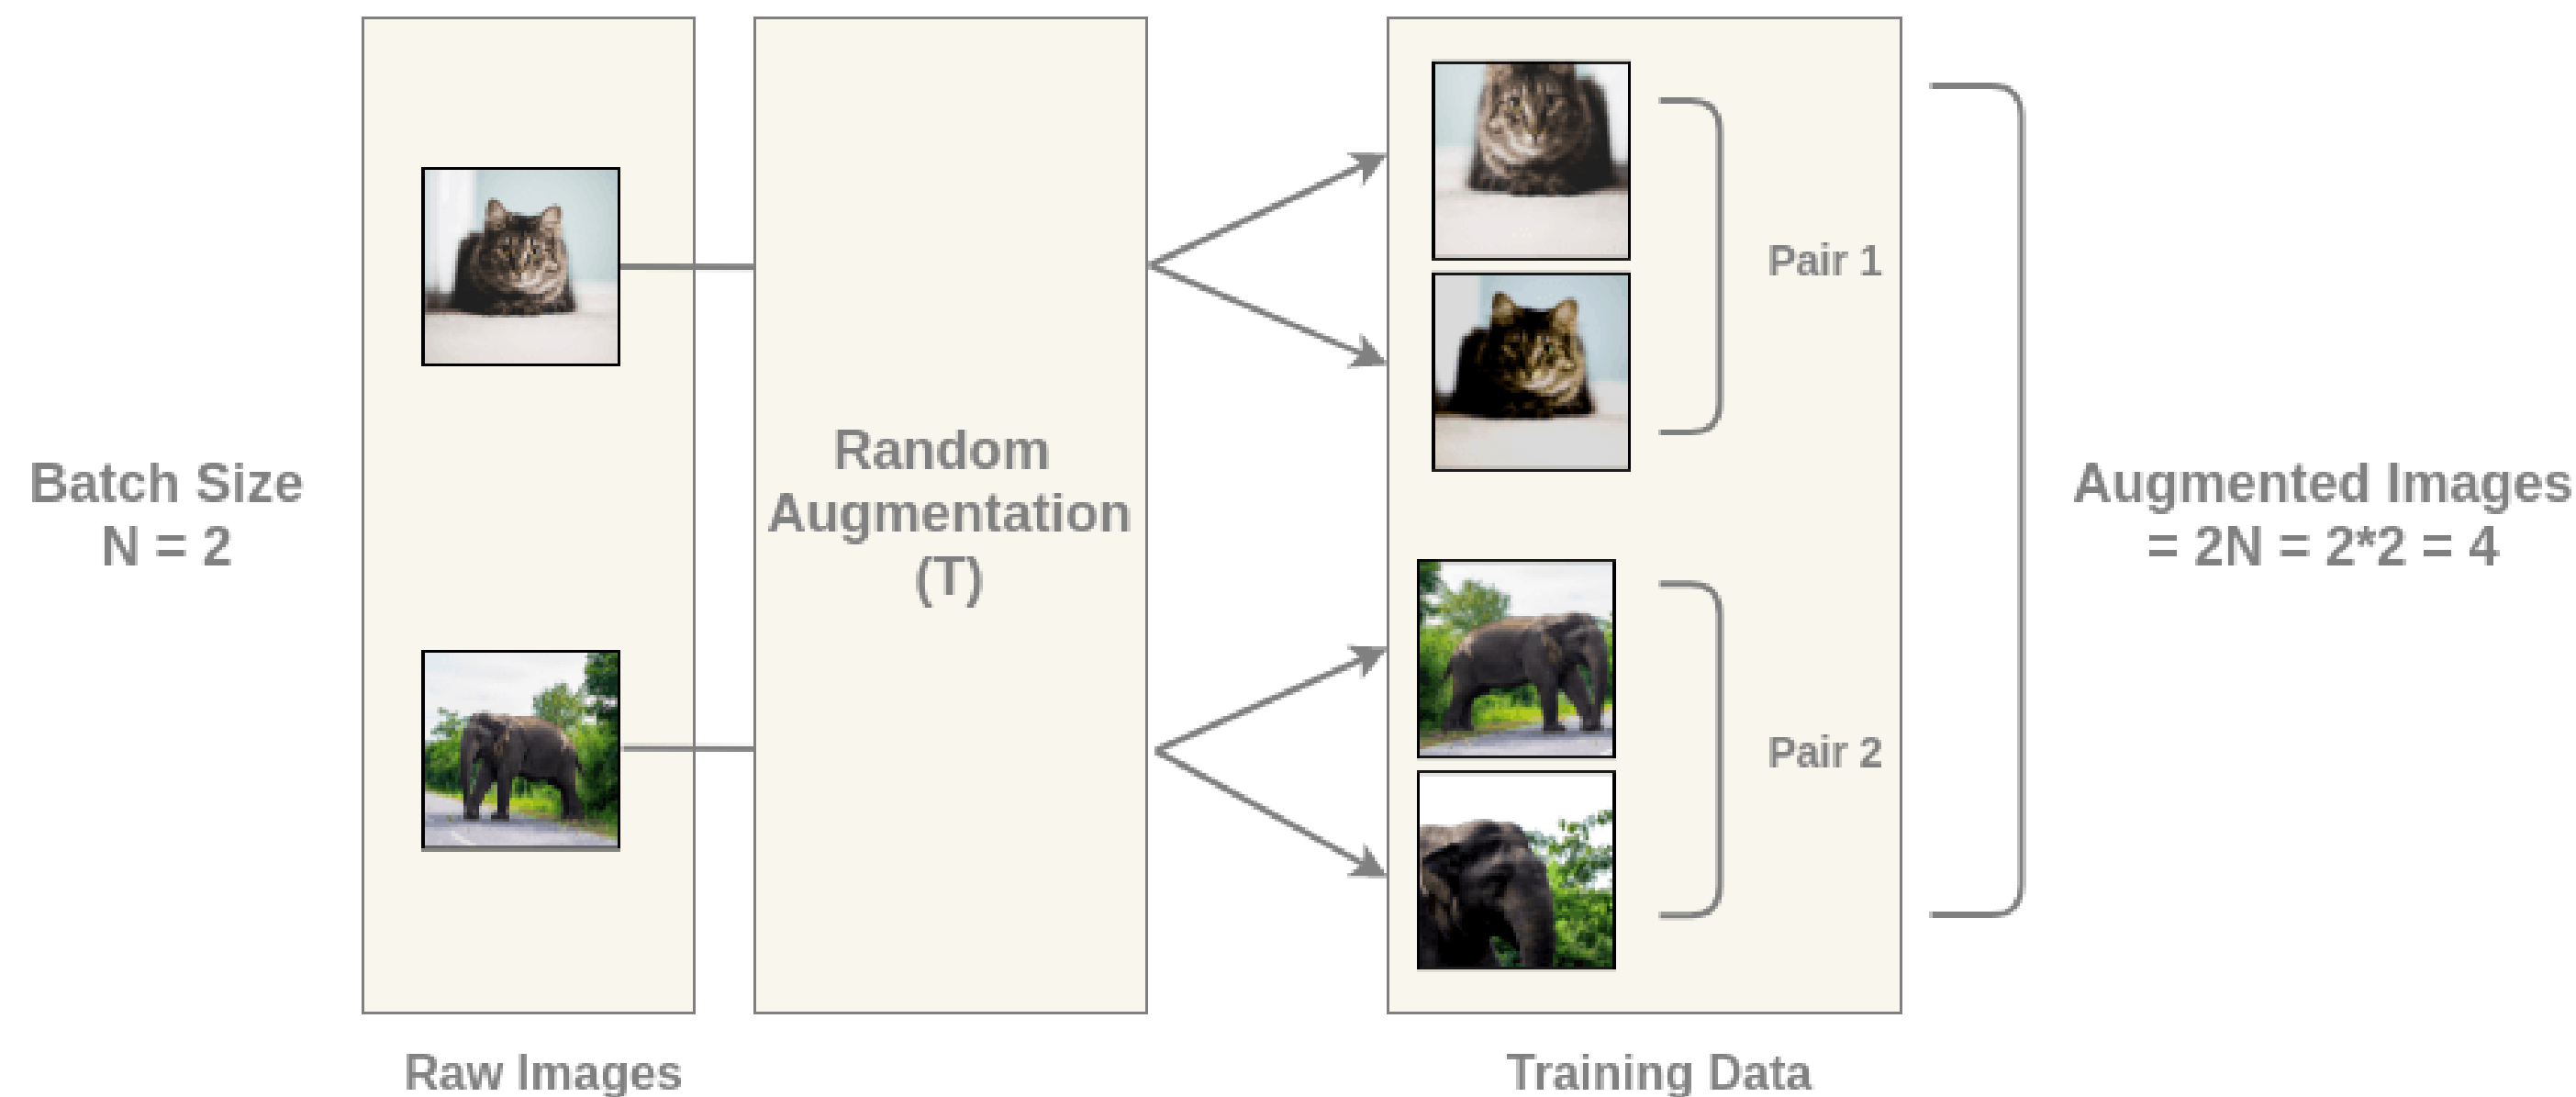 Batch Size
N = 2
Raw Images
Random
Augmentation
(T)
Pair 1
Pair 2
Training Data
Augmented Images
= 2N = 2*2 = 4